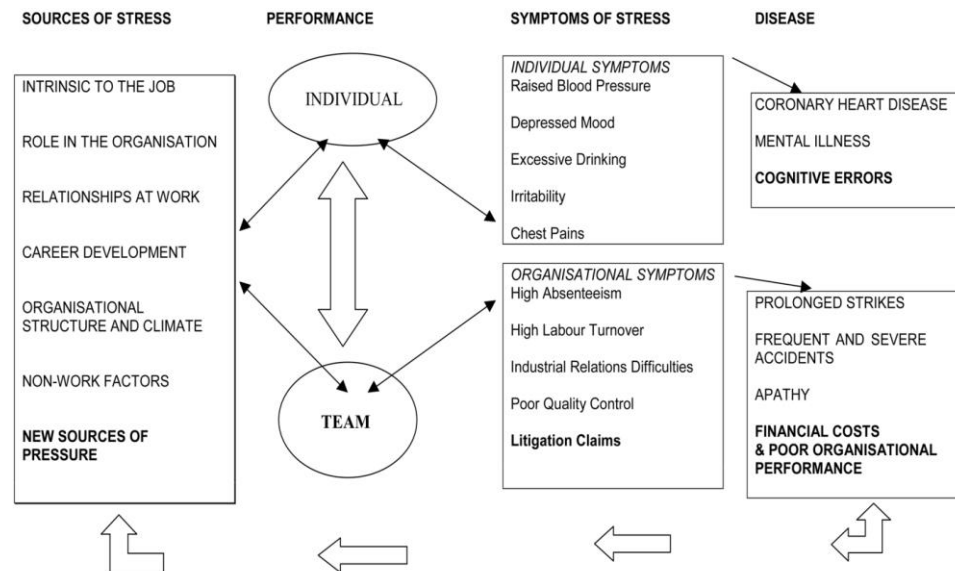 SOURCES OF STRESS
PERFORMANCE
SYMPTOMS OF STRESS
DISEASE
INTRINSIC TO THE JOB
ROLE IN THE ORGANISATION
RELATIONSHIPS AT WORK
CAREER DEVELOPMENT
ORGANISATIONAL
STRUCTURE AND CLIMATE
NON-WORK FACTORS
NEW SOURCES OF
PRESSURE
INDIVIDUAL
TEAM
INDIVIDUAL SYMPTOMS
Raised Blood Pressure
Depressed Mood
Excessive Drinking
Irritability
Chest Pains
ORGANISATIONAL SYMPTOMS
High Absenteeism
High Labour Turnover
Industrial Relations Difficulties
Poor Quality Control
Litigation Claims
CORONARY HEART DISEASE
MENTAL ILLNESS
COGNITIVE ERRORS
PROLONGED STRIKES
FREQUENT AND SEVERE
ACCIDENTS
APATHY
FINANCIAL COSTS
& POOR ORGANISATIONAL
PERFORMANCE